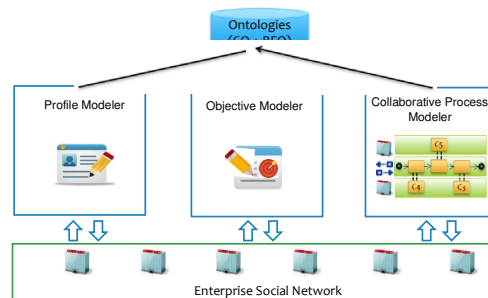 Ontologies
Profile Modeler
Objective Modeler
Collaborative Process
Modeler
C5
C4
C3
Enterprise Social Network